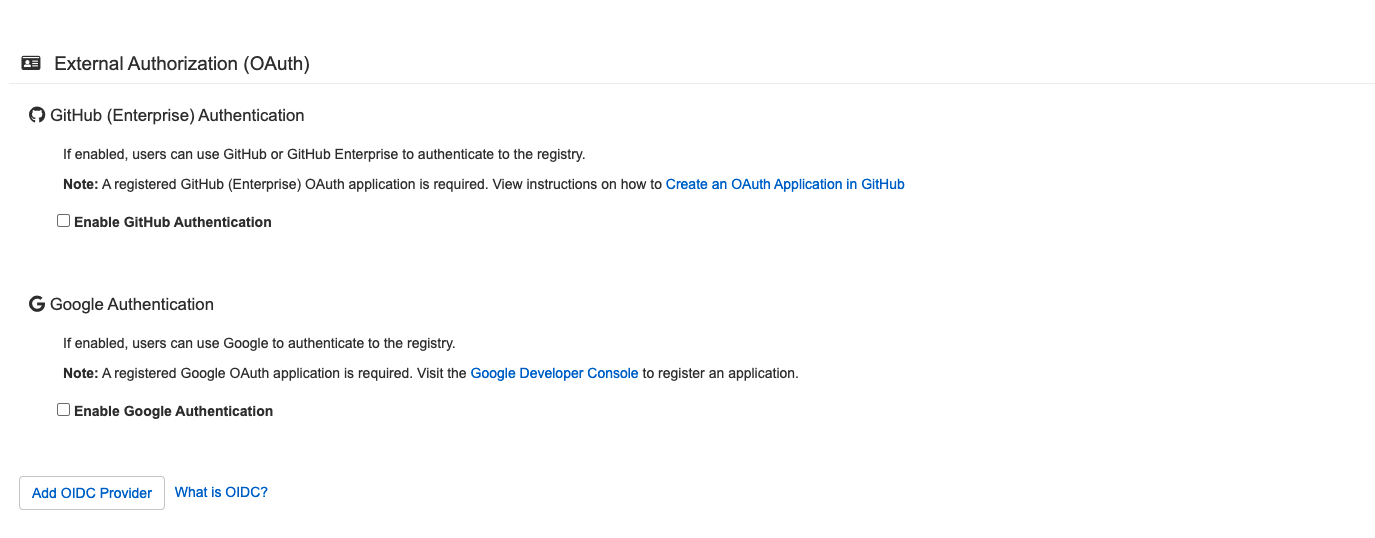 External Authorization (OAuth)
GitHub (Enterprise) Authentication
If enabled, users can use GitHub or GitHub Enterprise to authenticate to the registry.
Note: A registered GitHub (Enterprise) OAuth application is required. View instructions on how to Create an OAuth Application in GitHub
Enable GitHub Authentication
Google Authentication
If enabled, users can use Google to authenticate to the registry.
Note: A registered Google OAuth application is required. Visit the Google Developer Console to register an application.
Enable Google Authentication
Add OIDC Provider What is OIDC?